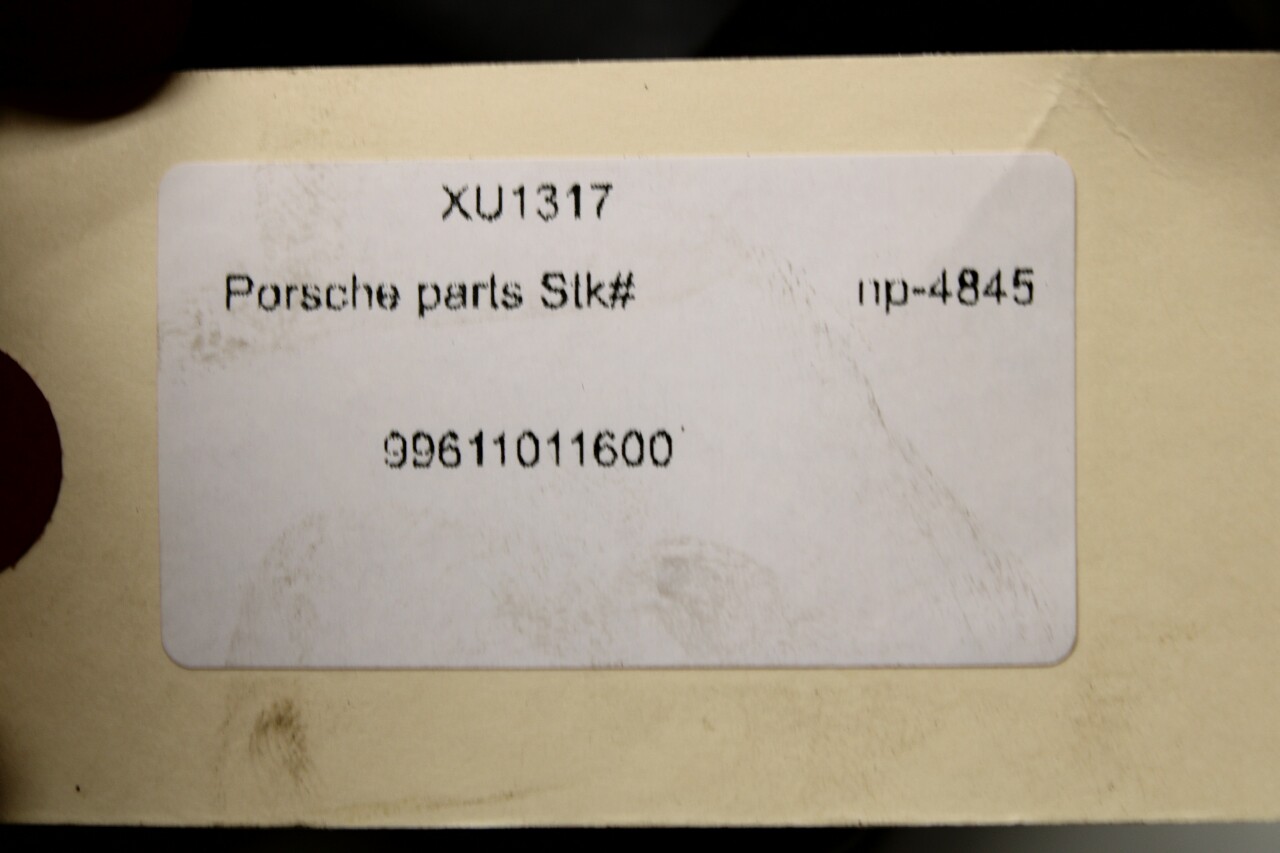 XU1317
Porsche parts Stk# np-4845
99611011600